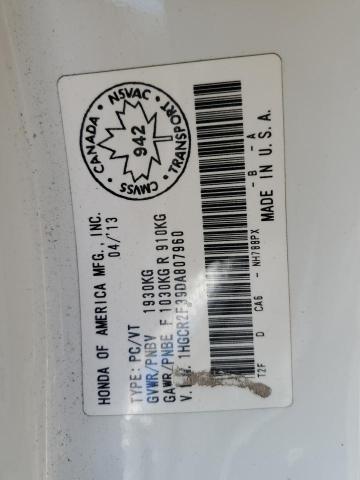 HONDA OF AMERICA MFG., INC.
04/13
TYPE: PC/VT
GVWR/PNBV 1930KG
GAWR/PNBE F 1030KG R 910KG
V.I.N. 1HGCR2F39DA807960
CANADA NSVAC TRANSPORT CMVSS
942
T2F D CA6 - NH788PX - B - A
MADE IN U.S.A.